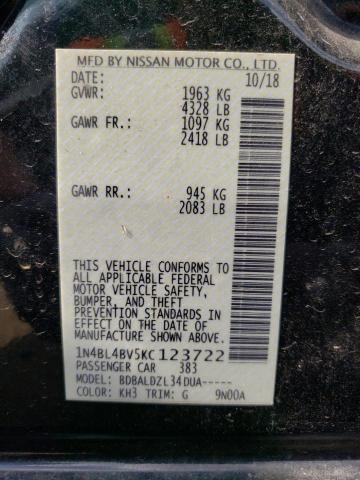 MFD BY NISSAN MOTOR CO., LTD.
DATE: 10/18
GVWR: 1963 KG
4328 LB
GAWR FR.: 1097 KG
2418 LB
GAWR RR.: 945 KG
2083 LB
THIS VEHICLE CONFORMS TO
ALL APPLICABLE FEDERAL
MOTOR VEHICLE SAFETY,
BUMPER, AND THEFT
PREVENTION STANDARDS IN
EFFECT ON THE DATE OF
MANUFACTURE SHOWN ABOVE.
1N4BL4BV5KC123722
PASSENGER CAR 383
MODEL: BDBALDZL34DUA-----
COLOR: KH3 TRIM: G 9N00A